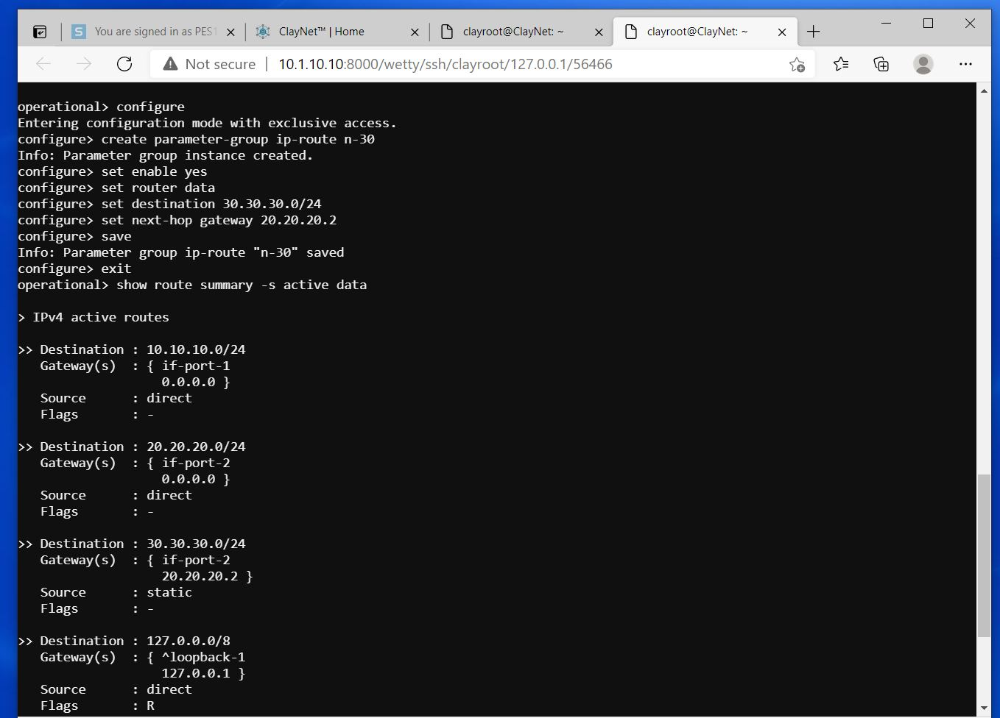 You are signed in as PES1
ClayNet™ | Home
clayroot@ClayNet: ~
clayroot@ClayNet: ~
Not secure | 10.1.10.10:8000/wetty/ssh/clayroot/127.0.0.1/56466
operational> configure
Entering configuration mode with exclusive access.
configure> create parameter-group ip-route n-30
Info: Parameter group instance created.
configure> set enable yes
configure> set router data
configure> set destination 30.30.30.0/24
configure> set next-hop gateway 20.20.20.2
configure> save
Info: Parameter group ip-route "n-30" saved
configure> exit
operational> show route summary -s active data
> IPv4 active routes
>> Destination : 10.10.10.0/24
Gateway(s) : { if-port-1
0.0.0.0 }
Source : direct
Flags : -
>> Destination : 20.20.20.0/24
Gateway(s) : { if-port-2
0.0.0.0 }
Source : direct
Flags : -
>> Destination : 30.30.30.0/24
Gateway(s) : { if-port-2
20.20.20.2 }
Source : static
Flags : -
>> Destination : 127.0.0.0/8
Gateway(s) : { ^loopback-1
127.0.0.1 }
Source : direct
Flags : R